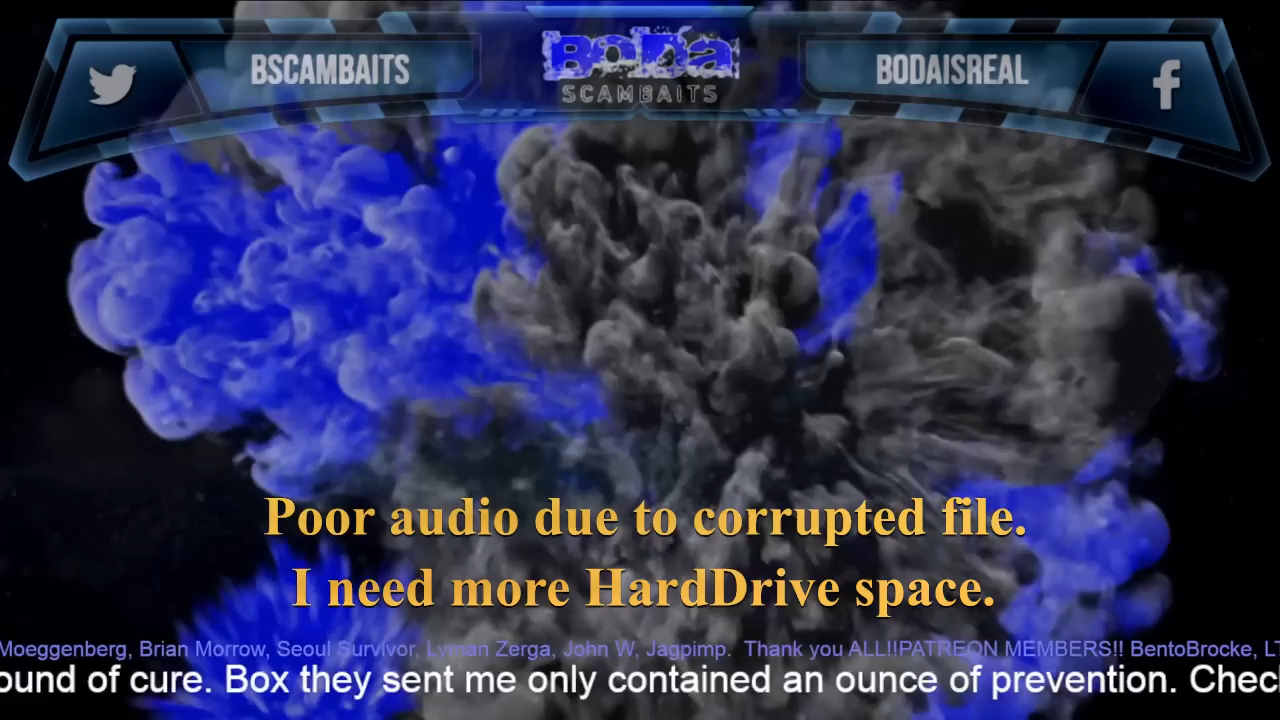 BSCAMBAITS
BODa
SCAMBAITS
BODAISREAL
Poor audio due to corrupted file.
I need more HardDrive space.
Moeggenberg, Brian Morrow, Seoul Survivor, Lyman Zerga, John W, Jagpimp.  Thank you ALL!!PATREON MEMBERS!! BentoBrocke, LT
ound of cure. Box they sent me only contained an ounce of prevention. Chec